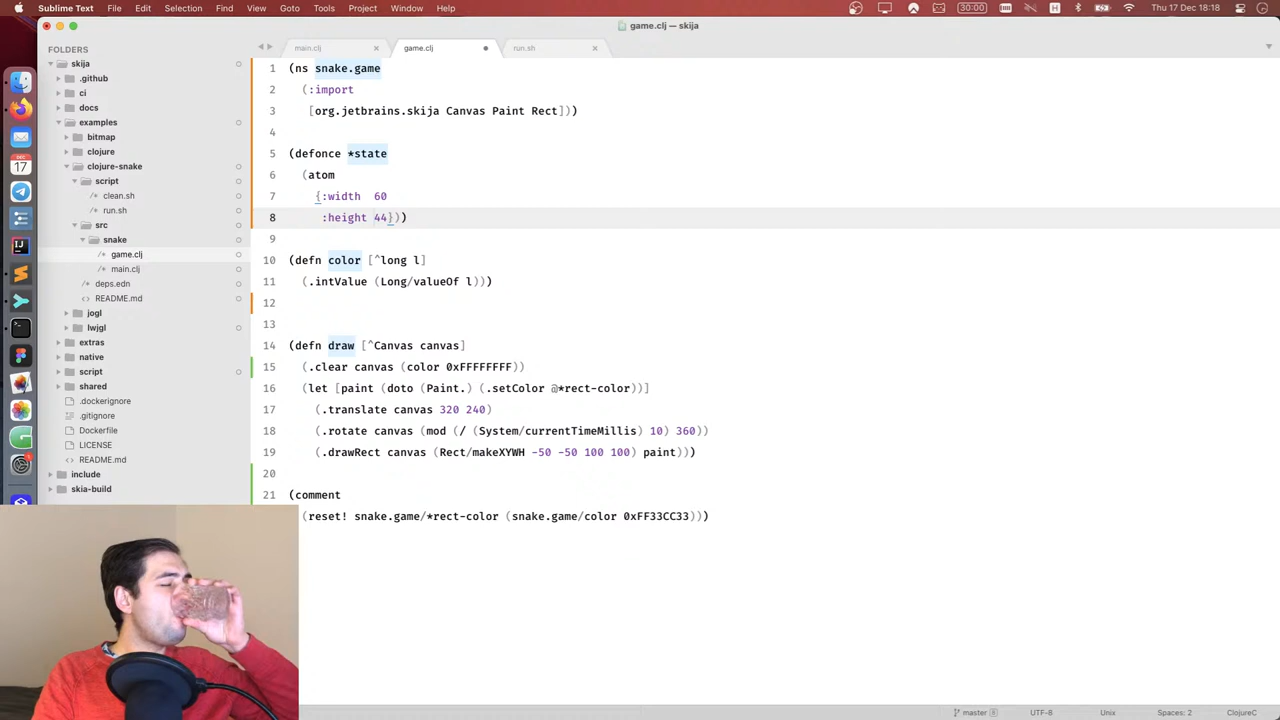 Sublime Text File Edit Selection Find View Goto Tools Project Window Help 30:00 Thu 17 Dec 18:18
game.clj — skija
FOLDERS
skija
.github
ci
docs
examples
bitmap
clojure
clojure-snake
script
clean.sh
run.sh
src
snake
game.clj
main.clj
deps.edn
README.md
jogl
lwjgl
extras
native
script
shared
.dockerignore
.gitignore
Dockerfile
LICENSE
README.md
include
skia-build
main.clj game.clj run.sh
1 (ns snake.game
2 (:import
3 [org.jetbrains.skija Canvas Paint Rect]))
4
5 (defonce *state
6 (atom
7 {:width 60
8 :height 44}))
9
10 (defn color [^long l]
11 (.intValue (Long/valueOf l)))
12
13
14 (defn draw [^Canvas canvas]
15 (.clear canvas (color 0xFFFFFFFF))
16 (let [paint (doto (Paint.) (.setColor @*rect-color))]
17 (.translate canvas 320 240)
18 (.rotate canvas (mod (/ (System/currentTimeMillis) 10) 360))
19 (.drawRect canvas (Rect/makeXYWH -50 -50 100 100) paint)))
20
21 (comment
(reset! snake.game/*rect-color (snake.game/color 0xFF33CC33)))
master 8 UTF-8 Unix Spaces: 2 ClojureC